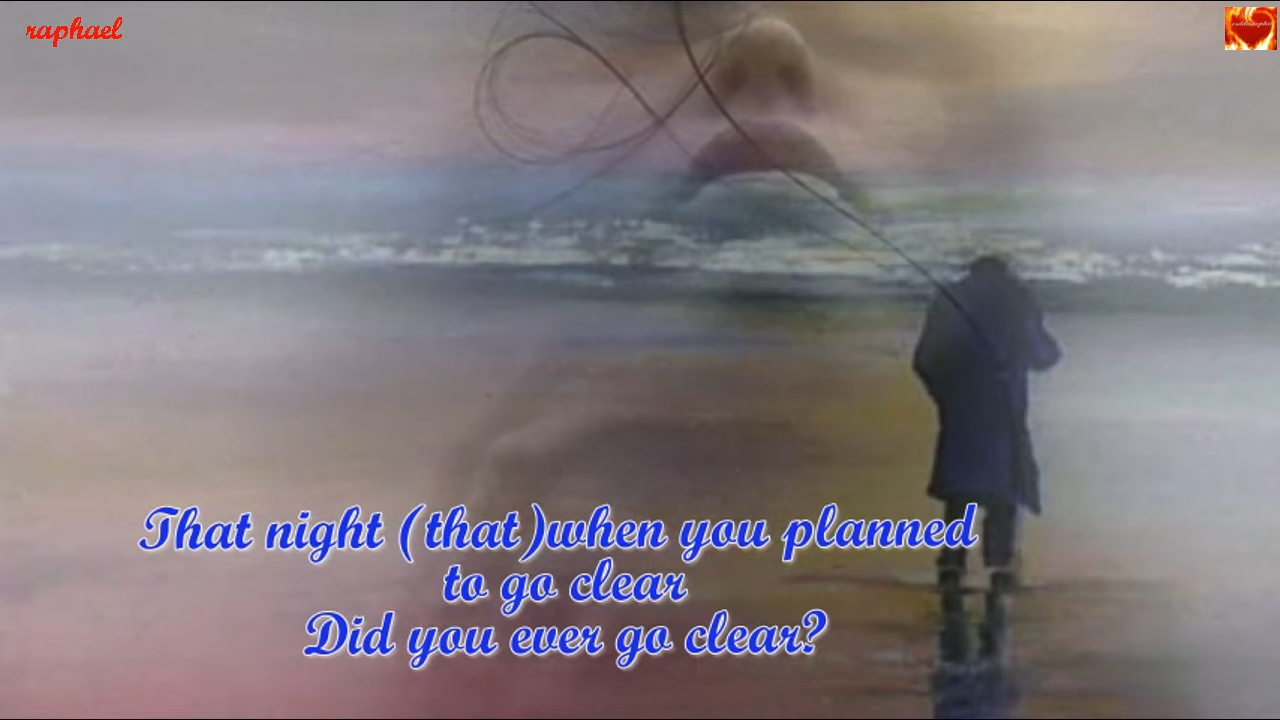 raphael
That night (that)when you planned
to go clear
Did you ever go clear?